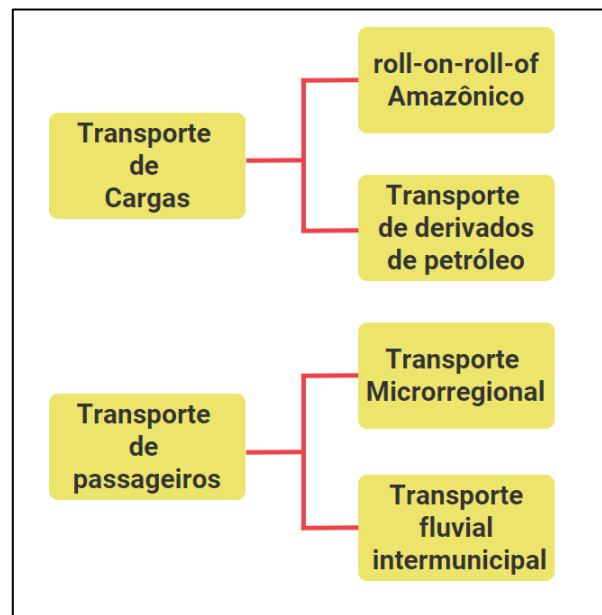 Transporte
de
Cargas
roll-on-roll-of
Amazônico
Transporte
de derivados
de petróleo
Transporte
de
passageiros
Transporte
Microrregional
Transporte
fluvial
intermunicipal